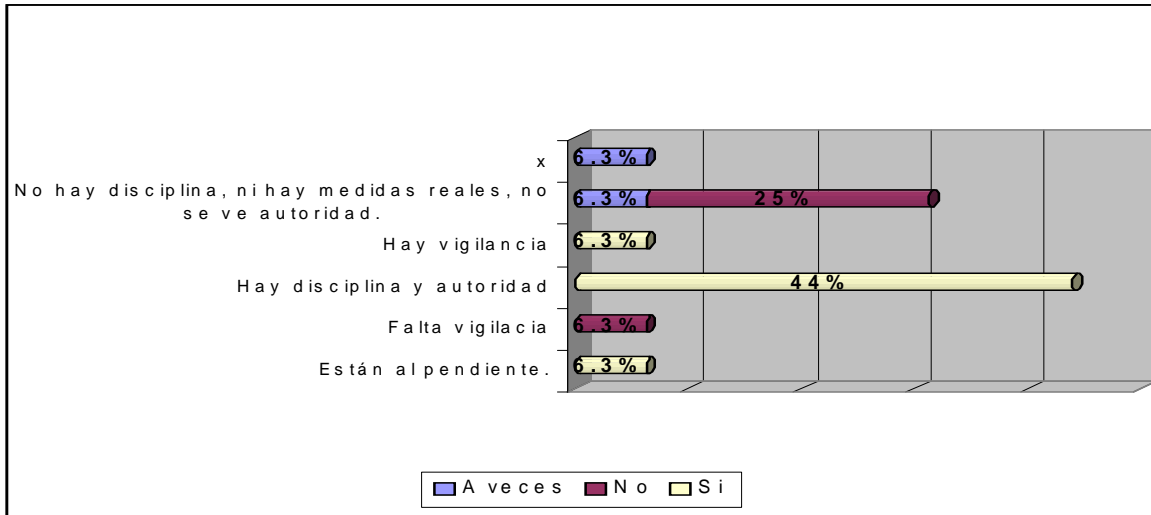 x
6.3%
No hay disciplina, ni hay medidas reales, no
se ve autoridad.
6.3% 25%
Hay vigilancia
6.3%
Hay disciplina y autoridad
44%
Falta vigilacia
6.3%
Están al pendiente.
6.3%
A veces No Si